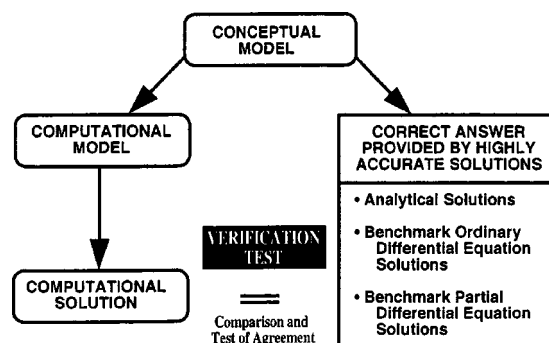 CONCEPTUAL
MODEL
COMPUTATIONAL
MODEL
COMPUTATIONAL
SOLUTION
VERIFICATION
TEST
Comparison and
Test of Agreement
CORRECT ANSWER
PROVIDED BY HIGHLY
ACCURATE SOLUTIONS
• Analytical Solutions
• Benchmark Ordinary
Differential Equation
Solutions
• Benchmark Partial
Differential Equation
Solutions